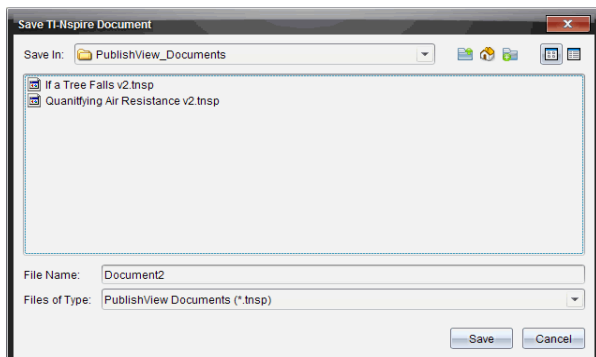 Save TI-Nspire Document
Save In: PublishView_Documents
If a Tree Falls v2.tnsp
Quanitfying Air Resistance v2.tnsp
File Name: Document2
Files of Type: PublishView Documents (*.tnsp)
Save Cancel